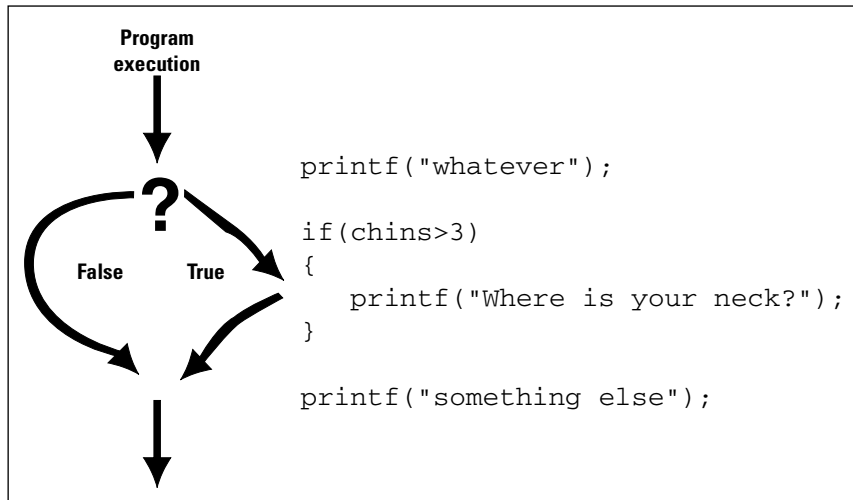 Program
execution
printf("whatever");
?
if(chins>3)
False
True
{
printf("Where is your neck?");
}
printf("something else");